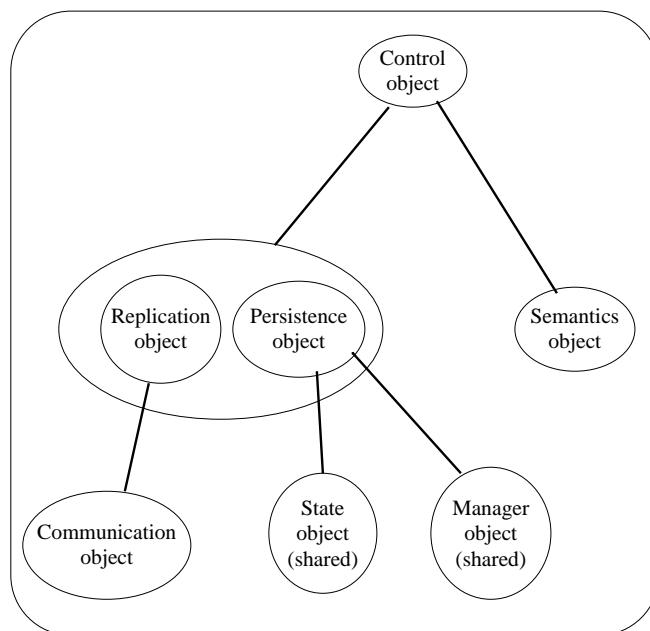 Control
object
Replication
object
Persistence
object
Semantics
object
Communication
object
State
object
(shared)
Manager
object
(shared)